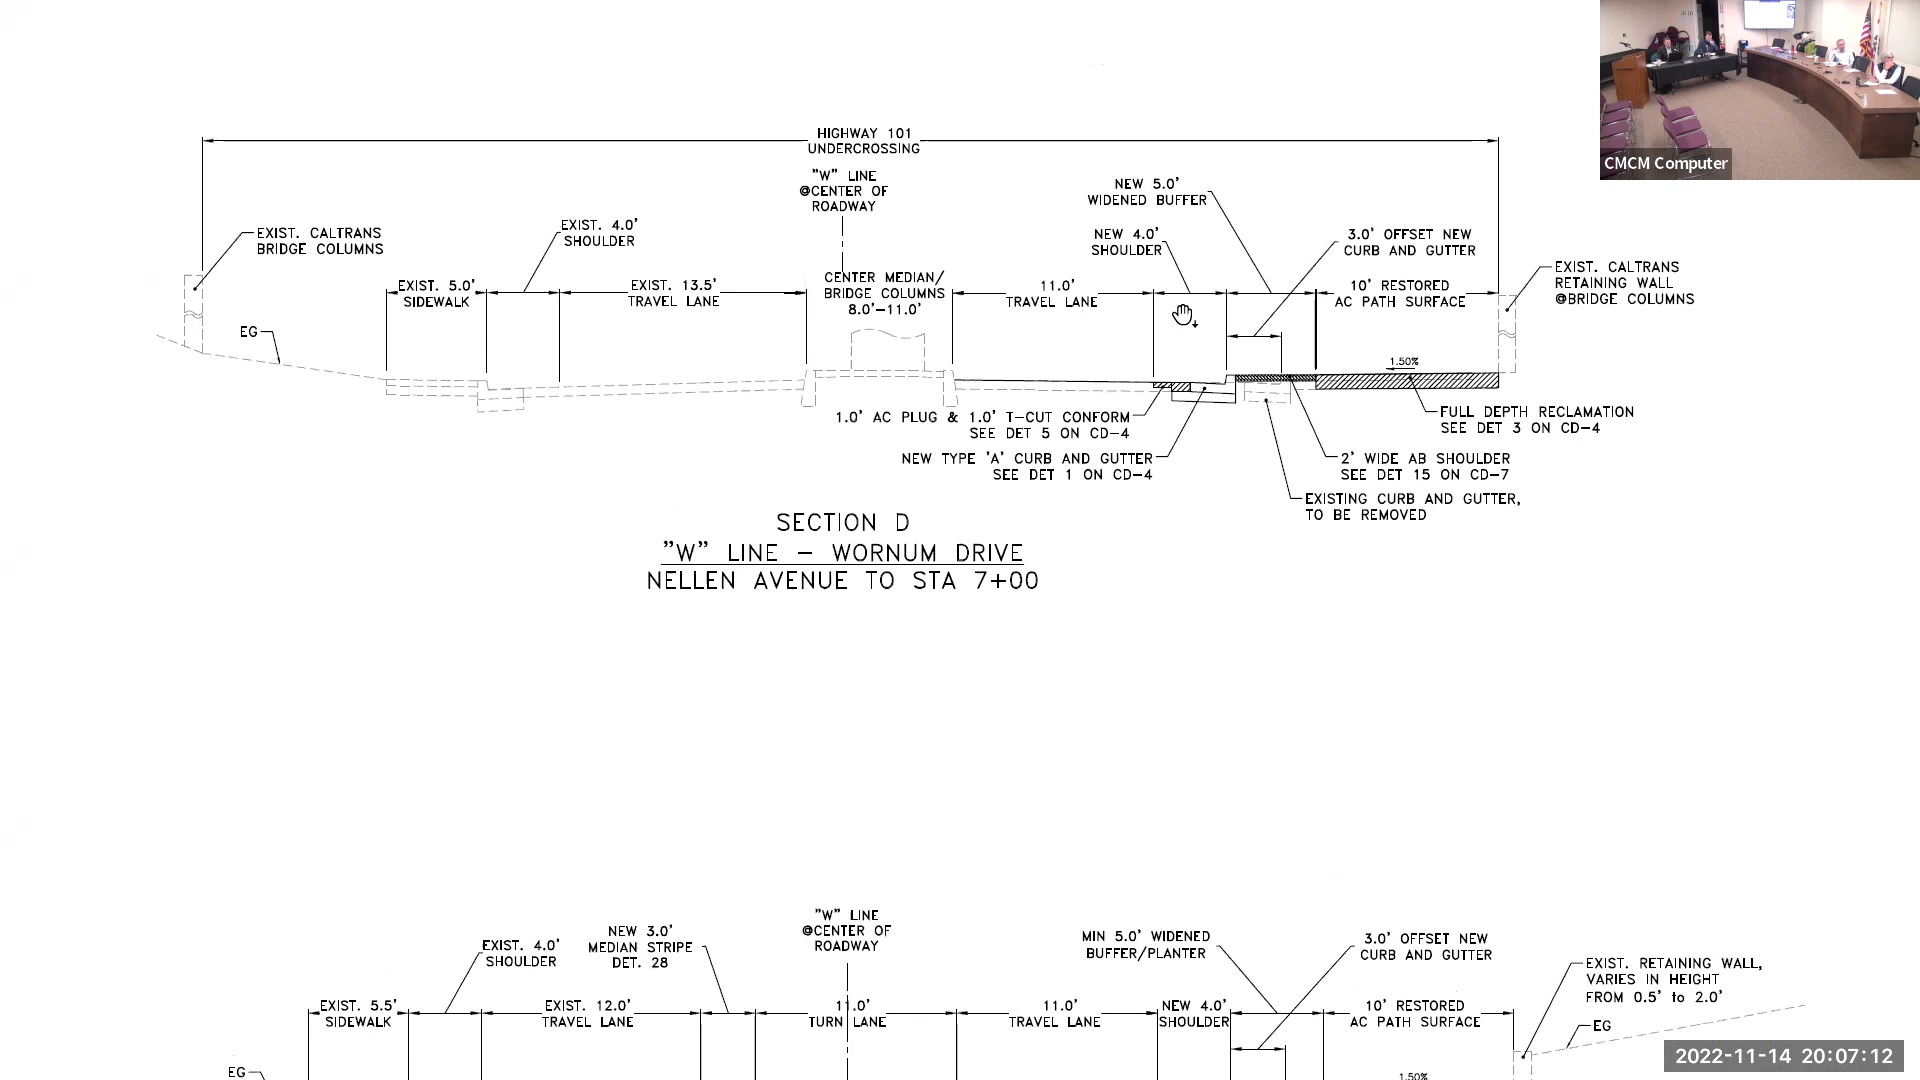 HIGHWAY 101
UNDERCROSSING
"W" LINE
@CENTER OF
ROADWAY
NEW 5.0'
WIDENED BUFFER
EXIST. CALTRANS
BRIDGE COLUMNS
EXIST. 4.0'
SHOULDER
NEW 4.0'
SHOULDER
3.0' OFFSET NEW
CURB AND GUTTER
EXIST. CALTRANS
RETAINING WALL
@BRIDGE COLUMNS
EXIST. 5.0'
SIDEWALK
EXIST. 13.5'
TRAVEL LANE
CENTER MEDIAN/
BRIDGE COLUMNS
8.0'-11.0'
11.0'
TRAVEL LANE
10' RESTORED
AC PATH SURFACE
EG
1.50%
1.0' AC PLUG & 1.0' T-CUT CONFORM
SEE DET 5 ON CD-4
FULL DEPTH RECLAMATION
SEE DET 3 ON CD-4
NEW TYPE 'A' CURB AND GUTTER
SEE DET 1 ON CD-4
2' WIDE AB SHOULDER
SEE DET 15 ON CD-7
EXISTING CURB AND GUTTER,
TO BE REMOVED
SECTION D
"W" LINE - WORNUM DRIVE
NELLEN AVENUE TO STA 7+00
"W" LINE
@CENTER OF
ROADWAY
EXIST. 4.0'
SHOULDER
NEW 3.0'
MEDIAN STRIPE
DET. 28
MIN 5.0' WIDENED
BUFFER/PLANTER
3.0' OFFSET NEW
CURB AND GUTTER
EXIST. RETAINING WALL,
VARIES IN HEIGHT
FROM 0.5' to 2.0'
EXIST. 5.5'
SIDEWALK
EXIST. 12.0'
TRAVEL LANE
11.0'
TURN LANE
11.0'
TRAVEL LANE
NEW 4.0'
SHOULDER
10' RESTORED
AC PATH SURFACE
EG
EG
1.50%
CMCM Computer
2022-11-14 20:07:12